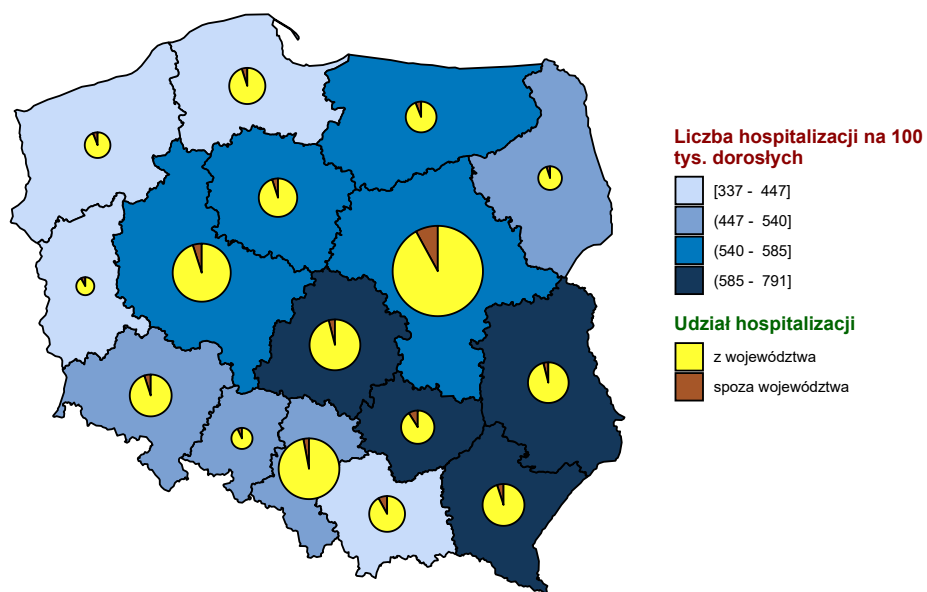 Liczba hospitalizacji na 100
tys. dorosłych
[337 - 447]
(447 - 540]
(540 - 585]
(585 - 791]
Udział hospitalizacji
z województwa
spoza województwa